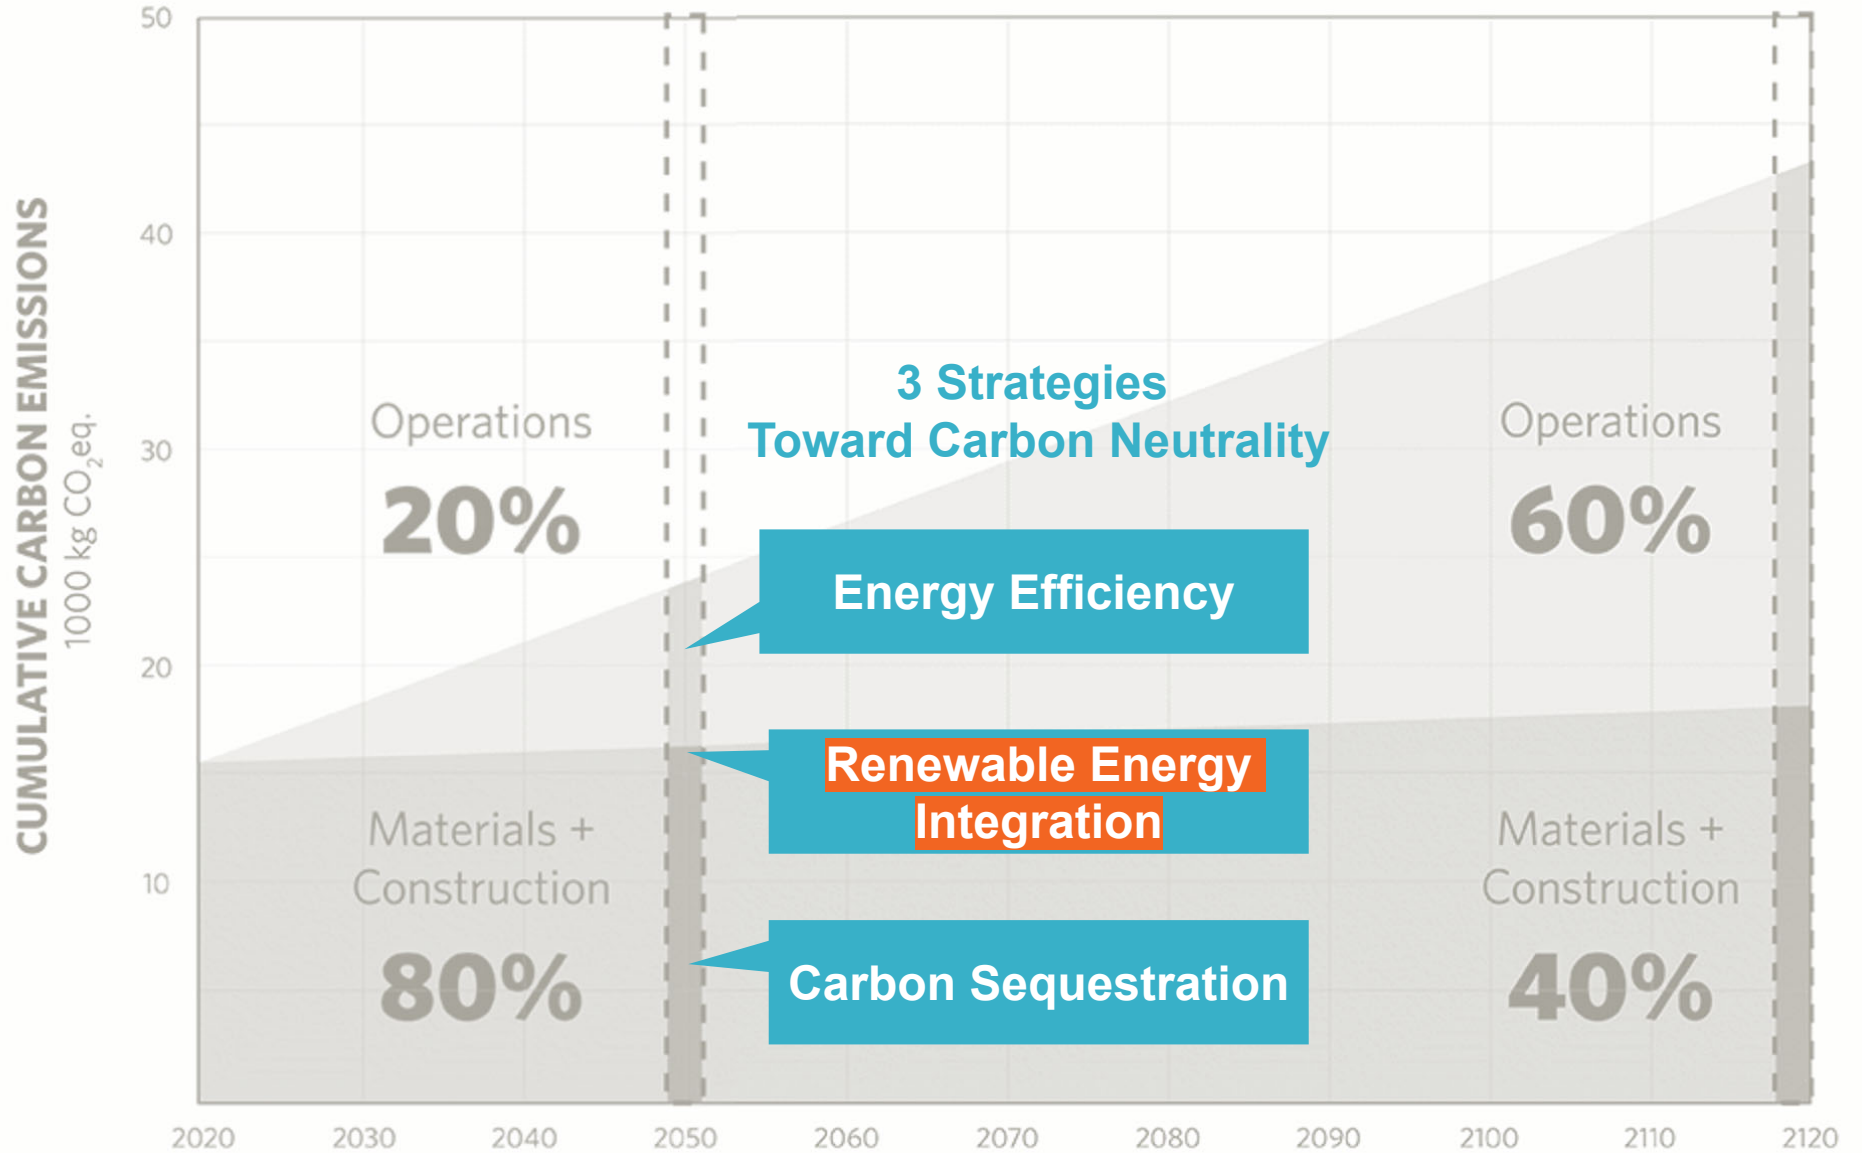 CUMULATIVE CARBON EMISSIONS
1000 kg CO₂eq.
50
40
30
20
10
Operations
20%
Materials +
Construction
80%
3 Strategies
Toward Carbon Neutrality
Energy Efficiency
Renewable Energy
Integration
Carbon Sequestration
Operations
60%
Materials +
Construction
40%
2020 2030 2040 2050 2060 2070 2080 2090 2100 2110 2120